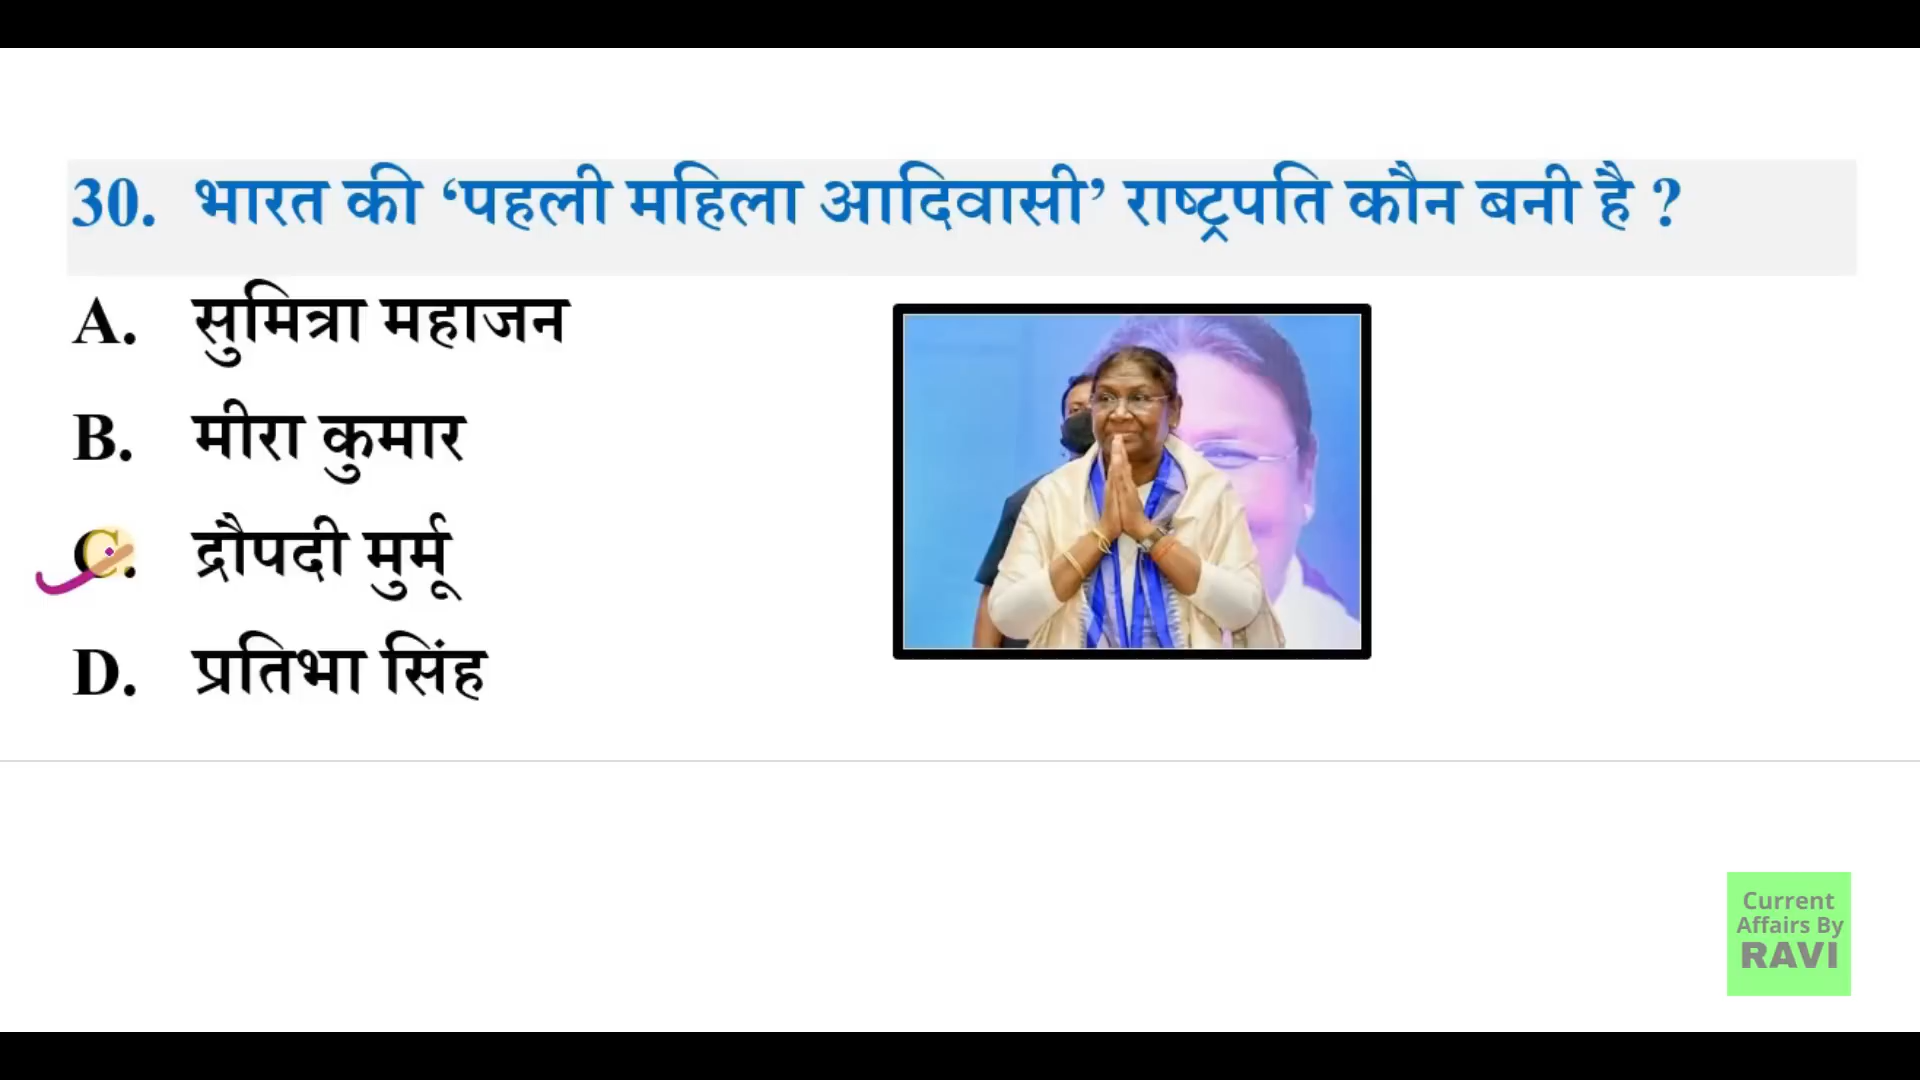 30. भारत की ‘पहली महिला आदिवासी’ राष्ट्रपति कौन बनी है ?
A. सुमित्रा महाजन
B. मीरा कुमार
C. द्रौपदी मुर्मू
D. प्रतिभा सिंह
Current
Affairs By
RAVI